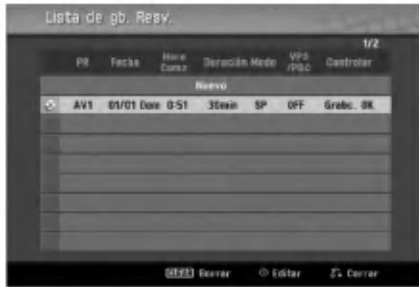 Lista de gb. Resv.
1/2
PR Fecha Hora Comz Duración Modo VPS /PDC Controlar
Nuevo
AV1 01/01 Dom 0:51 30min SP OFF Grabc. OK
CLEAR Borrar Editar Cerrar